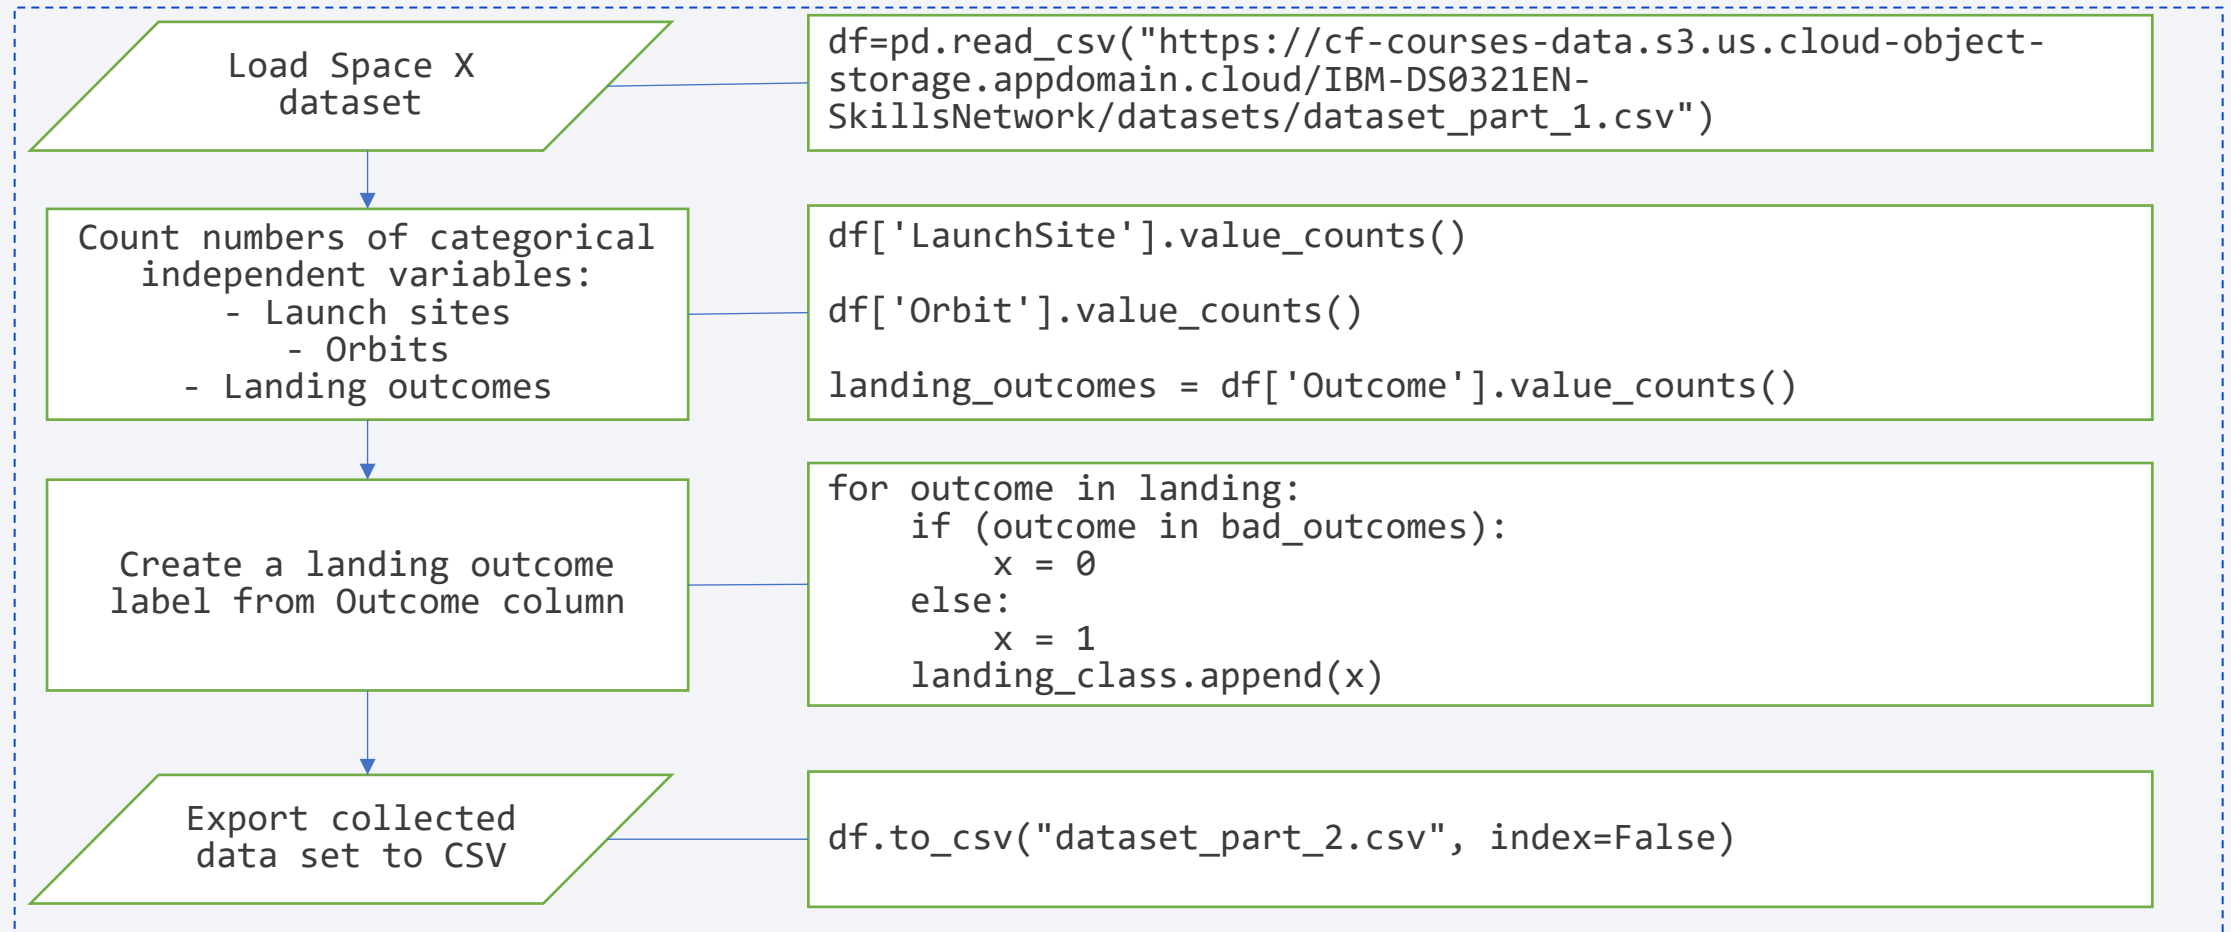 Load Space X
dataset
df=pd.read_csv("https://cf-courses-data.s3.us.cloud-object-
storage.appdomain.cloud/IBM-DS0321EN-
SkillsNetwork/datasets/dataset_part_1.csv")
Count numbers of categorical
independent variables:
- Launch sites
- Orbits
- Landing outcomes
df['LaunchSite'].value_counts()
df['Orbit'].value_counts()
landing_outcomes = df['Outcome'].value_counts()
Create a landing outcome
label from Outcome column
for outcome in landing:
    if (outcome in bad_outcomes):
        x = 0
    else:
        x = 1
    landing_class.append(x)
Export collected
data set to CSV
df.to_csv("dataset_part_2.csv", index=False)